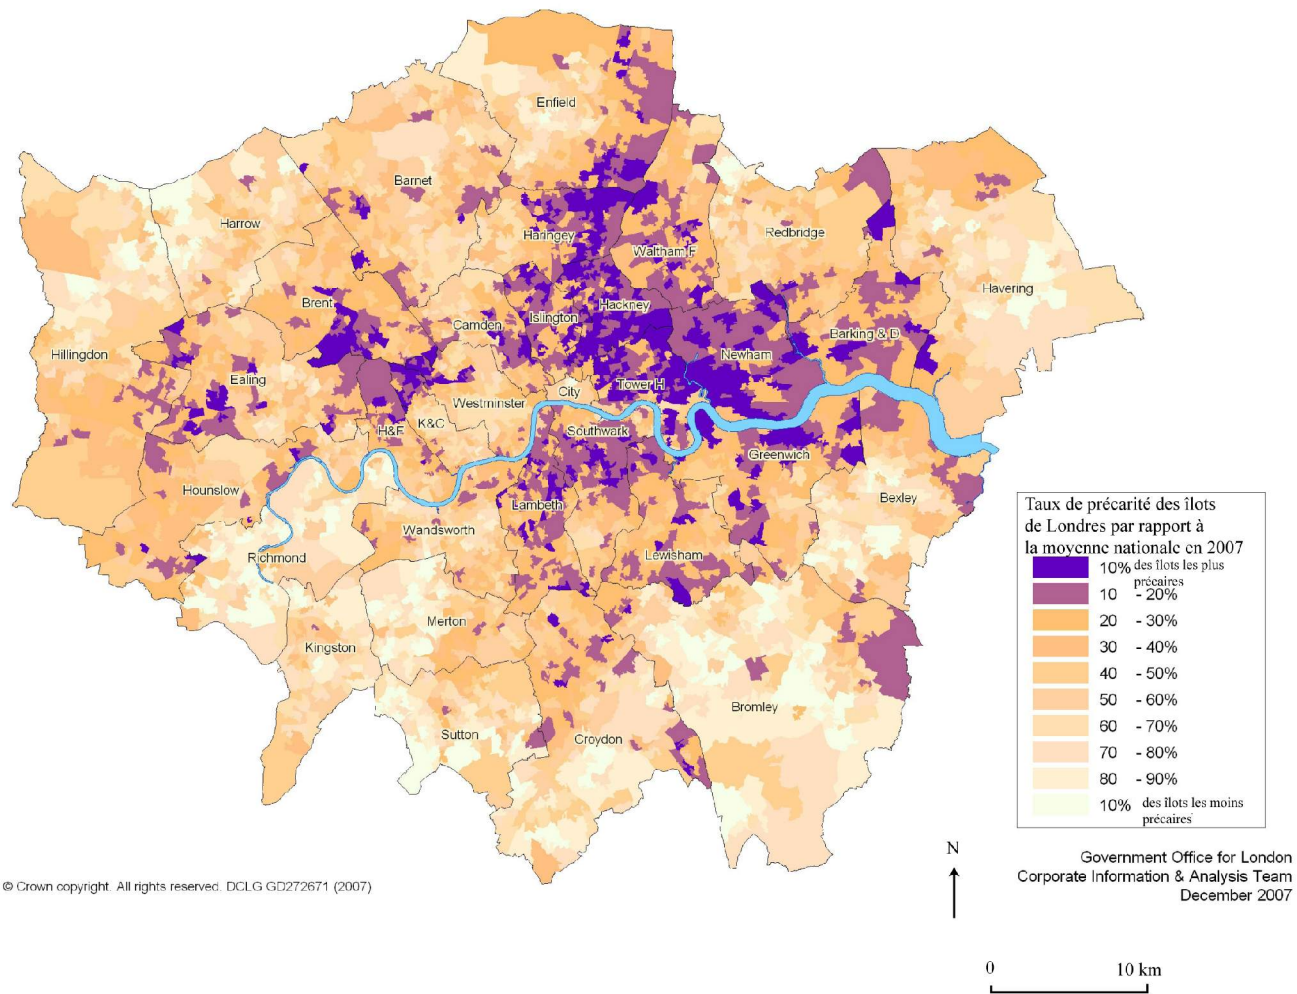 Enfield
Barnet
Harrow
Haringey
Waltham F
Redbridge
Havering
Brent
Camden
Islington
Hackney
Hillingdon
Ealing
Newham
Barking & D
Westminster
City
Tower H
H&F
K&C
Southwark
Greenwich
Hounslow
Lambeth
Bexley
Wandsworth
Richmond
Lewisham
Merton
Kingston
Bromley
Sutton
Croydon
Taux de précarité des îlots
de Londres par rapport à
la moyenne nationale en 2007
10% des îlots les plus
précaires
10 - 20%
20 - 30%
30 - 40%
40 - 50%
50 - 60%
60 - 70%
70 - 80%
80 - 90%
10% des îlots les moins
précaires
Government Office for London
Corporate Information & Analysis Team
December 2007
© Crown copyright. All rights reserved. DCLG GD272671 (2007)
N
0 10 km